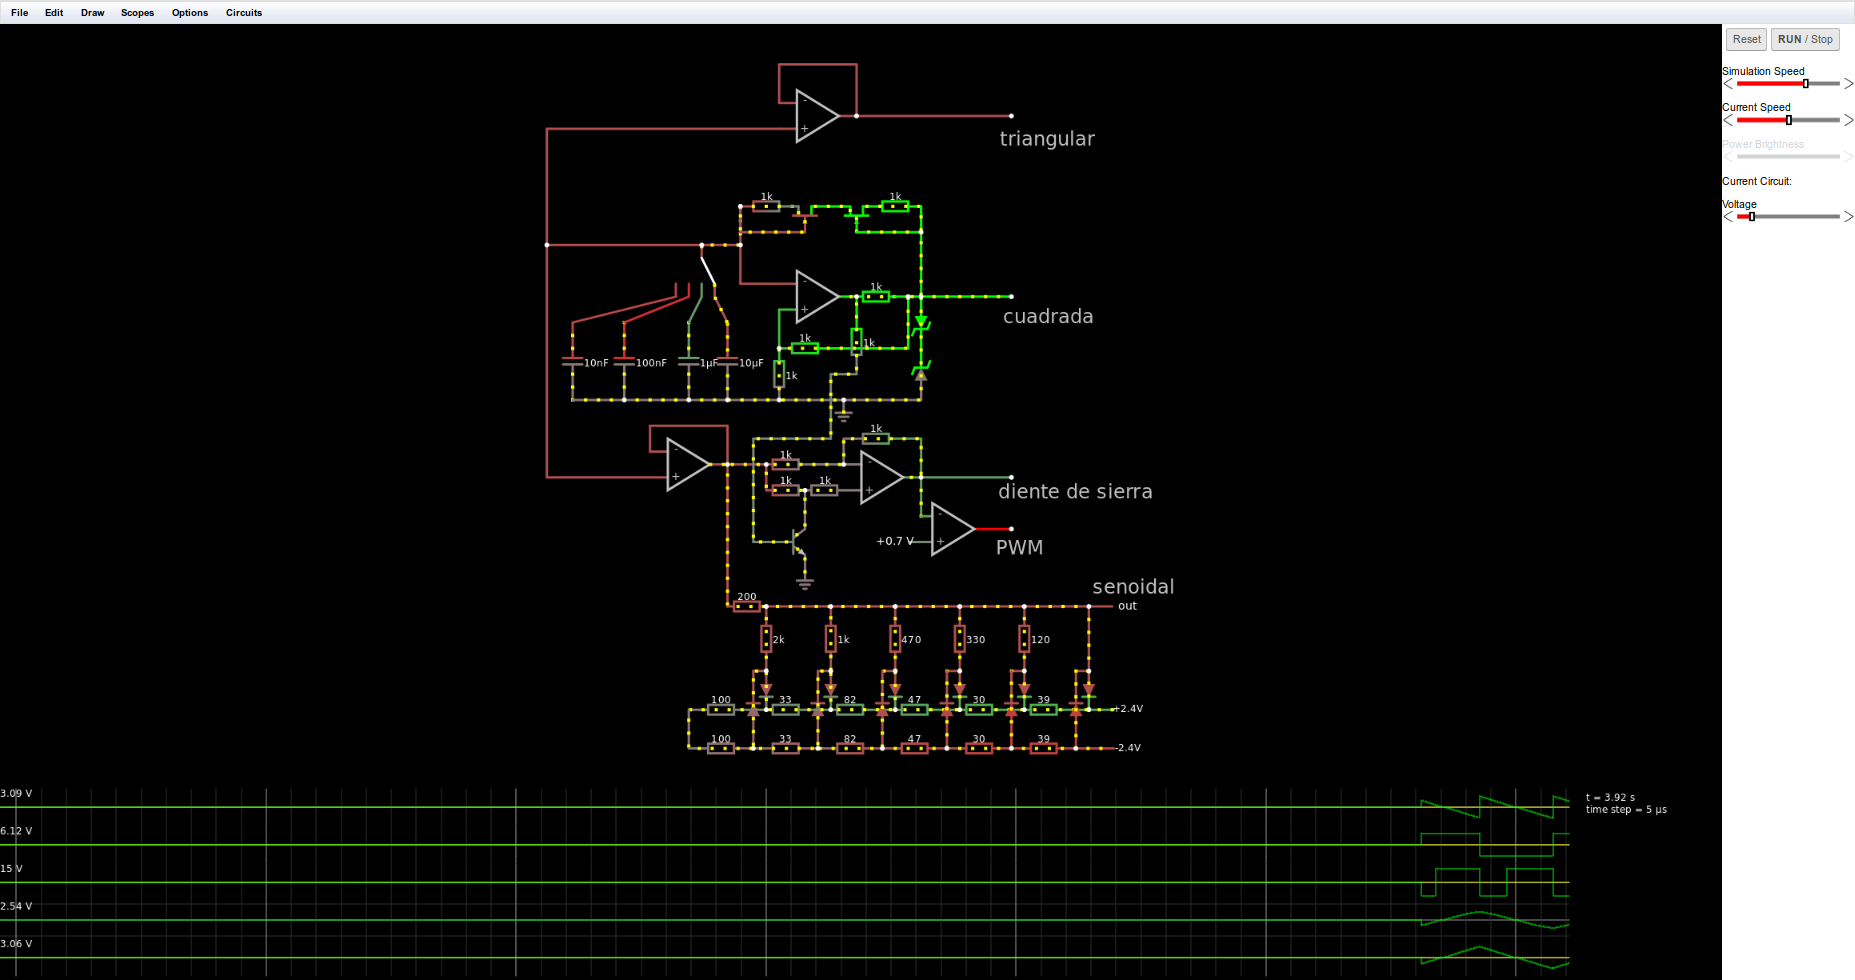 File Edit Draw Scopes Options Circuits
Reset RUN / Stop
Simulation Speed
Current Speed
Power Brightness
Current Circuit:
Voltage
-
+
triangular
1k 1k
-
+
1k
cuadrada
1k 1k
10nF 100nF 1µF 10µF
1k
1k
-
+
1k
1k 1k
-
+
diente de sierra
-
+0.7 V +
PWM
senoidal
200
out
2k 1k 470 330 120
100 33 82 47 30 39
+2.4V
100 33 82 47 30 39
-2.4V
3.09 V
t = 3.92 s
time step = 5 µs
6.12 V
15 V
2.54 V
3.06 V